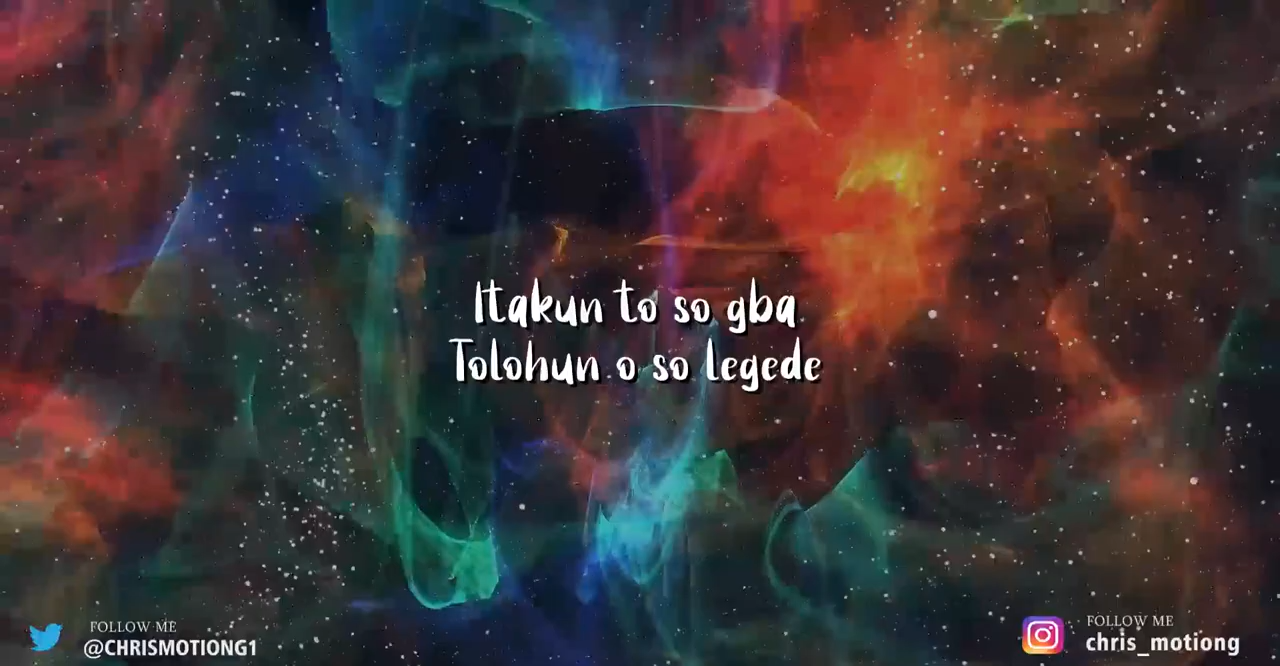 Itakun to so gba
Tolohun o so legede
FOLLOW ME
@CHRISMOTIONG1
FOLLOW ME
chris_motiong